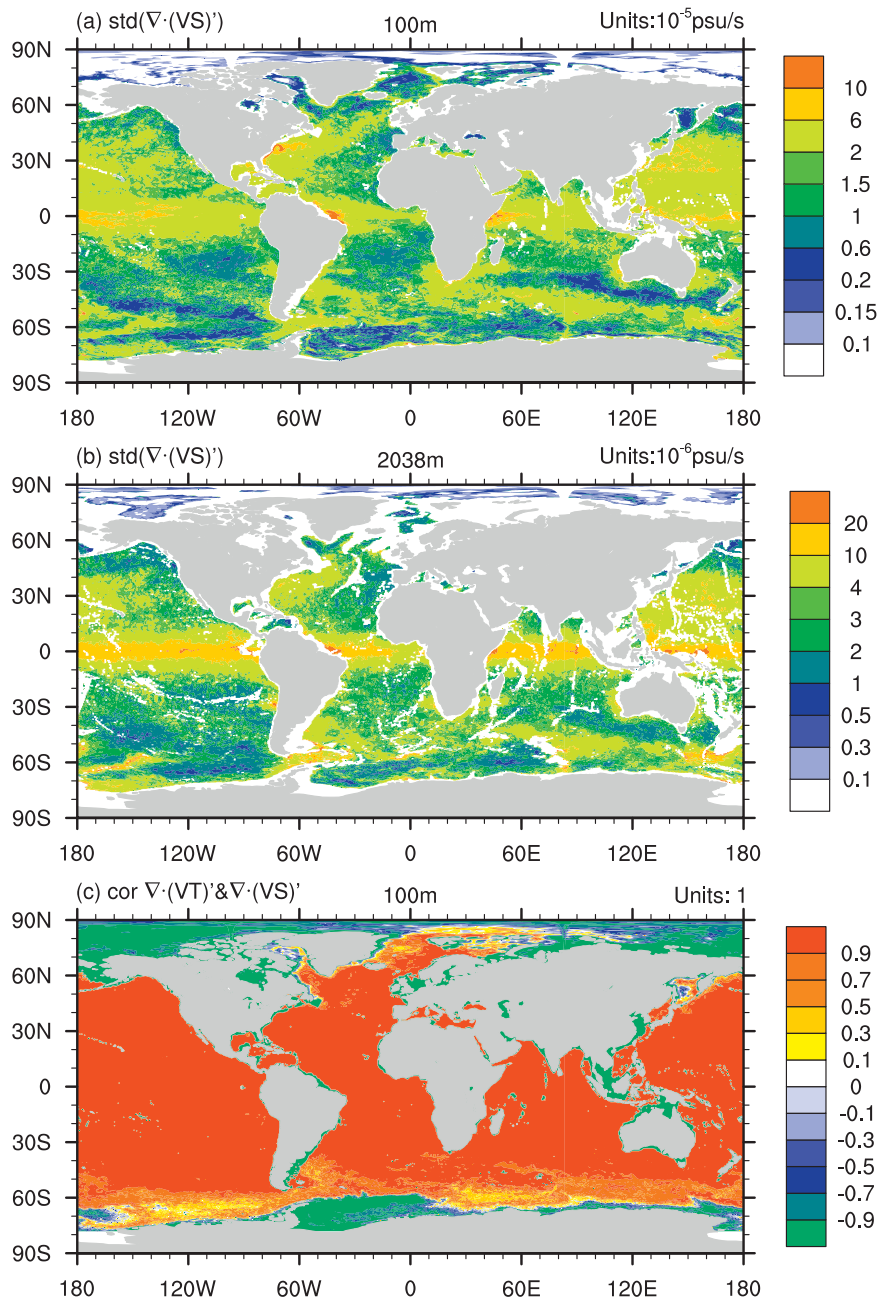 (a) std(∇·(VS)’ 100m Units:10⁻⁵psu/s
90N
60N
30N
0
30S
60S
90S
180 120W 60W 0 60E 120E 180
10
6
2
1.5
1
0.6
0.2
0.15
0.1
(b) std(∇·(VS)’ 2038m Units:10⁻⁶psu/s
90N
60N
30N
0
30S
60S
90S
180 120W 60W 0 60E 120E 180
20
10
4
3
2
1
0.5
0.3
0.1
(c) cor ∇·(VT)’&∇·(VS)’ 100m Units: 1
90N
60N
30N
0
30S
60S
90S
180 120W 60W 0 60E 120E 180
0.9
0.7
0.5
0.3
0.1
0
-0.1
-0.3
-0.5
-0.7
-0.9